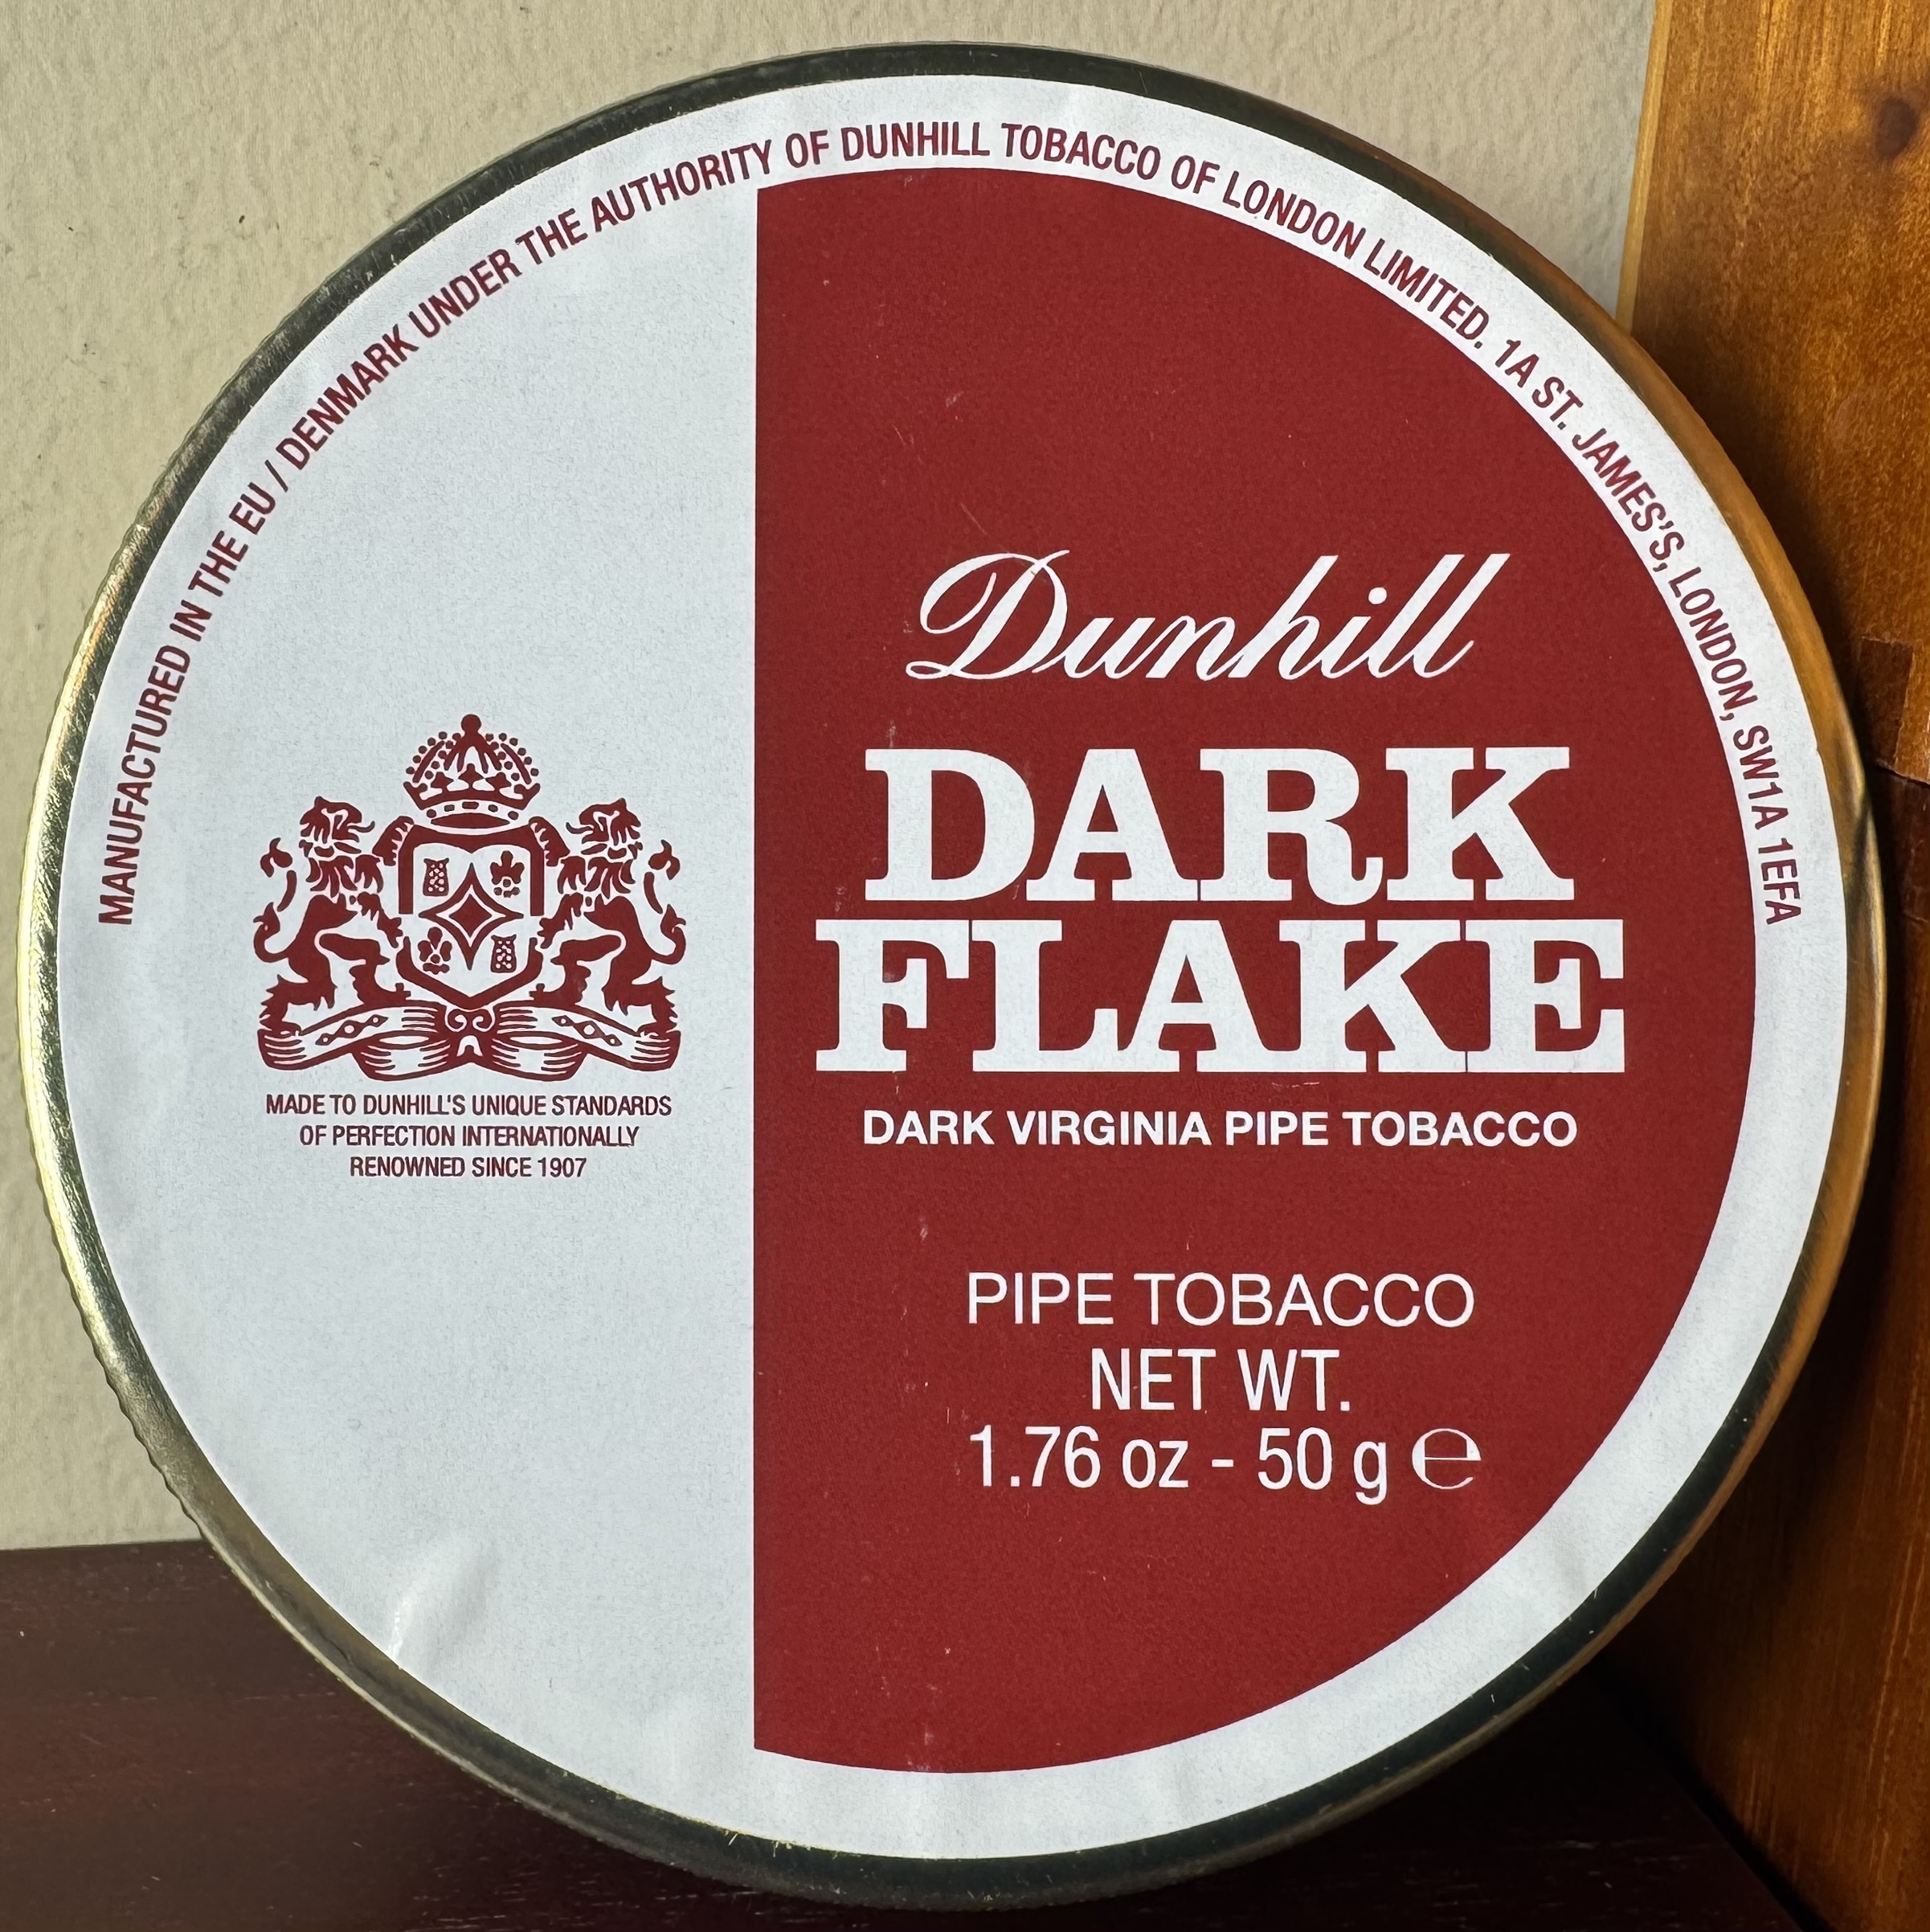 MANUFACTURED IN THE EU / DENMARK UNDER THE AUTHORITY OF DUNHILL TOBACCO OF LONDON LIMITED. 1A ST. JAMES'S, LONDON, SW1A 1EFA
Dunhill
DARK
FLAKE
DARK VIRGINIA PIPE TOBACCO
MADE TO DUNHILL'S UNIQUE STANDARDS
OF PERFECTION INTERNATIONALLY
RENOWNED SINCE 1907
PIPE TOBACCO
NET WT.
1.76 oz - 50 g ℮